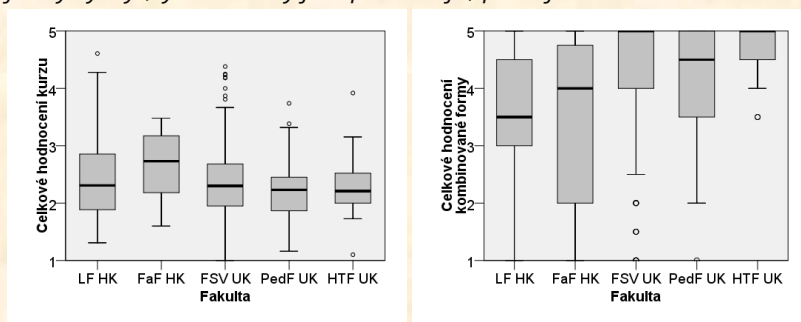 5
4
3
2
1
Celkové hodnocení kurzu
LF HK FaF HK FSV UK PedF UK HTF UK
Fakulta
5
4
3
2
1
Celkové hodnocení
kombinované formy
LF HK FaF HK FSV UK PedF UK HTF UK
Fakulta